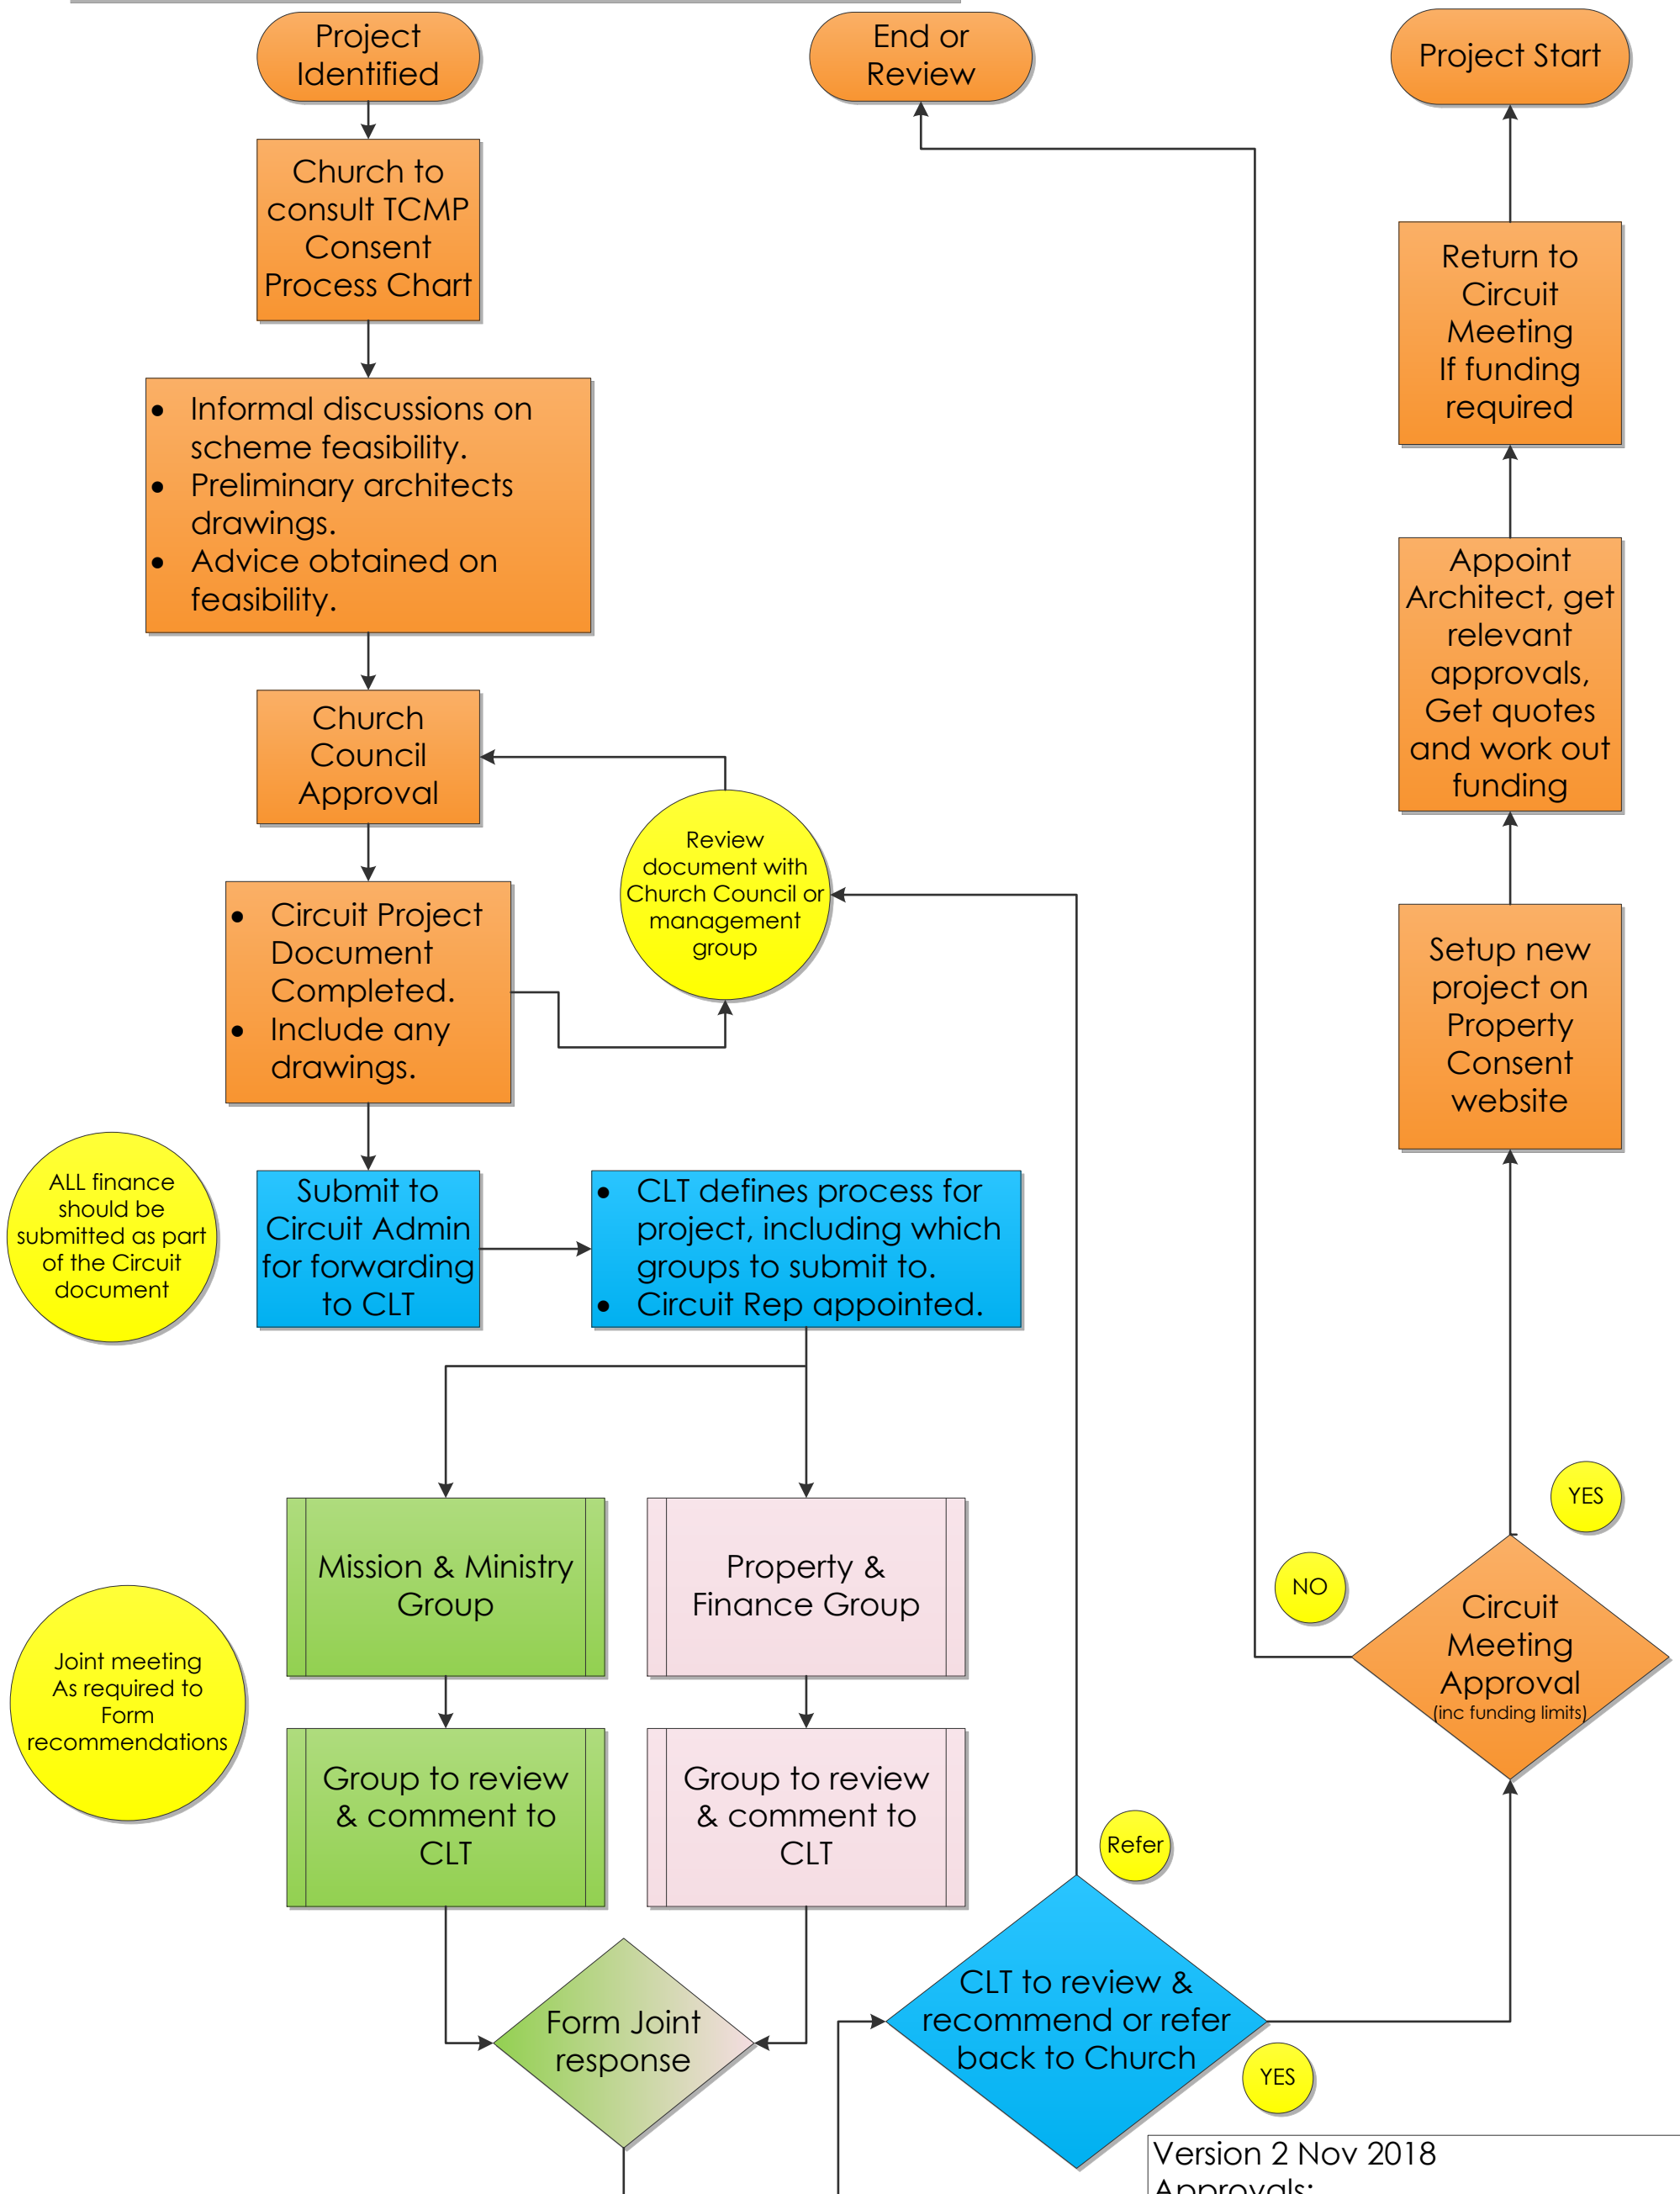 Project
Identified
End or
Review
Project Start
Church to
consult TCMP
Consent
Process Chart
Return to
Circuit
Meeting
If funding
required
• Informal discussions on
scheme feasibility.
• Preliminary architects
drawings.
• Advice obtained on
feasibility.
Appoint
Architect, get
relevant
approvals,
Get quotes
and work out
funding
Church
Council
Approval
Review
document with
Church Council or
management
group
• Circuit Project
Document
Completed.
• Include any
drawings.
Setup new
project on
Property
Consent
website
ALL finance
should be
submitted as part
of the Circuit
document
Submit to
Circuit Admin
for forwarding
to CLT
• CLT defines process for
project, including which
groups to submit to.
• Circuit Rep appointed.
YES
NO
Mission & Ministry
Group
Property &
Finance Group
Circuit
Meeting
Approval
(inc funding limits)
Joint meeting
As required to
Form
recommendations
Group to review
& comment to
CLT
Group to review
& comment to
CLT
Refer
Form Joint
response
CLT to review &
recommend or refer
back to Church
YES
Version 2 Nov 2018
Approvals: